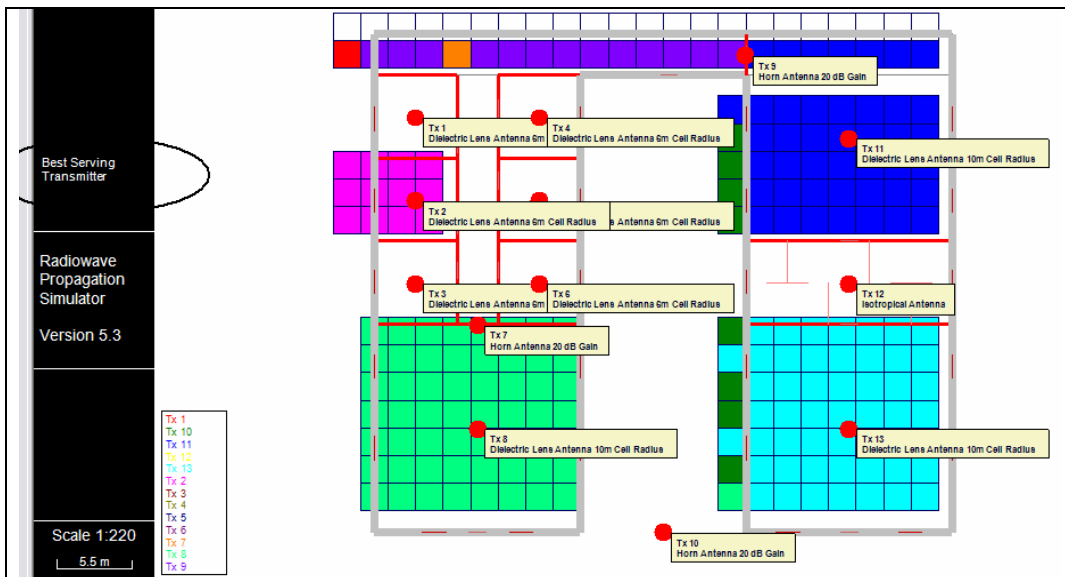 Best Serving
Transmitter
Radiowave
Propagation
Simulator
Version 5.3
Scale 1:220
5.5 m
Tx 1
Tx 10
Tx 11
Tx 12
Tx 13
Tx 2
Tx 3
Tx 4
Tx 5
Tx 6
Tx 7
Tx 8
Tx 9
Tx 9
Horn Antenna 20 dB Gain
Tx 1
Dielectric Lens Antenna 6m
Tx 4
Dielectric Lens Antenna 6m Cell Radius
Tx 11
Dielectric Lens Antenna 10m Cell Radius
Tx 2
Dielectric Lens Antenna 6m Cell Radius
s Antenna 6m Cell Radius
Tx 3
Dielectric Lens Antenna 6m
Tx 6
Dielectric Lens Antenna 6m Cell Radius
Tx 12
Isotropical Antenna
Tx 7
Horn Antenna 20 dB Gain
Tx 8
Dielectric Lens Antenna 10m Cell Radius
Tx 13
Dielectric Lens Antenna 10m Cell Radius
Tx 10
Horn Antenna 20 dB Gain